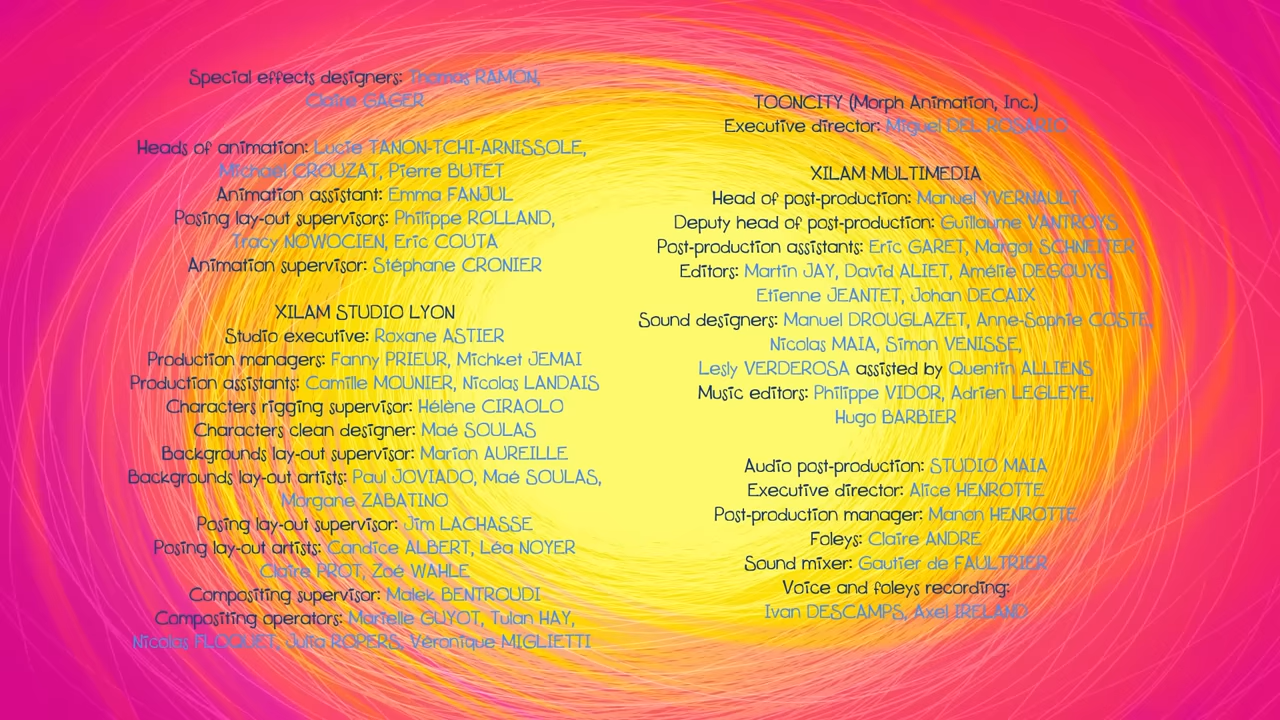 Special effects designers: Thomas RAMON,
Claire GAGER
Heads of animation: Lucie TANON-TCHI-ARNISSOLE,
Michaël CROUZAT, Pierre BUTET
Animation assistant: Emma FANJUL
Posing lay-out supervisors: Philippe ROLLAND,
Tracy NOWOCIEN, Eric COUTA
Animation supervisor: Stéphane CRONIER
XILAM STUDIO LYON
Studio executive: Roxane ASTIER
Production managers: Fanny PRIEUR, Michket JEMAI
Production assistants: Camille MOUNIER, Nicolas LANDAIS
Characters rigging supervisor: Hélène CIRAOLO
Characters clean designer: Maé SOULAS
Backgrounds lay-out supervisor: Marion AUREILLE
Backgrounds lay-out artists: Paul JOVIADO, Maé SOULAS,
Morgane ZABATINO
Posing lay-out supervisor: Jim LACHASSE
Posing lay-out artists: Candice ALBERT, Léa NOYER
Claire PROT, Zoé WAHLE
Compositing supervisor: Malek BENTROUDI
Compositing operators: Marielle GUYOT, Tulan HAY,
Nicolas FLOQUET, Julia ROPERS, Véronique MIGLIETTI
TOONCITY (Morph Animation, Inc.)
Executive director: Miguel DEL ROSARIO
XILAM MULTIMEDIA
Head of post-production: Manuel YVERNAULT
Deputy head of post-production: Guillaume VANTROYS
Post-production assistants: Eric GARET, Margot SCHNEITER
Editors: Martin JAY, David ALIET, Amélie DEGOUYS,
Etienne JEANTET, Johan DECAIX
Sound designers: Manuel DROUGLAZET, Anne-Sophie COSTE,
Nicolas MAIA, Simon VENISSE,
Lesly VERDEROSA assisted by Quentin ALLIENS
Music editors: Philippe VIDOR, Adrien LEGLEYE,
Hugo BARBIER
Audio post-production: STUDIO MAIA
Executive director: Alice HENROTTE
Post-production manager: Manon HENROTTE
Foleys: Claire ANDRE
Sound mixer: Gautier de FAULTRIER
Voice and foleys recording:
Ivan DESCAMPS, Axel IRELAND